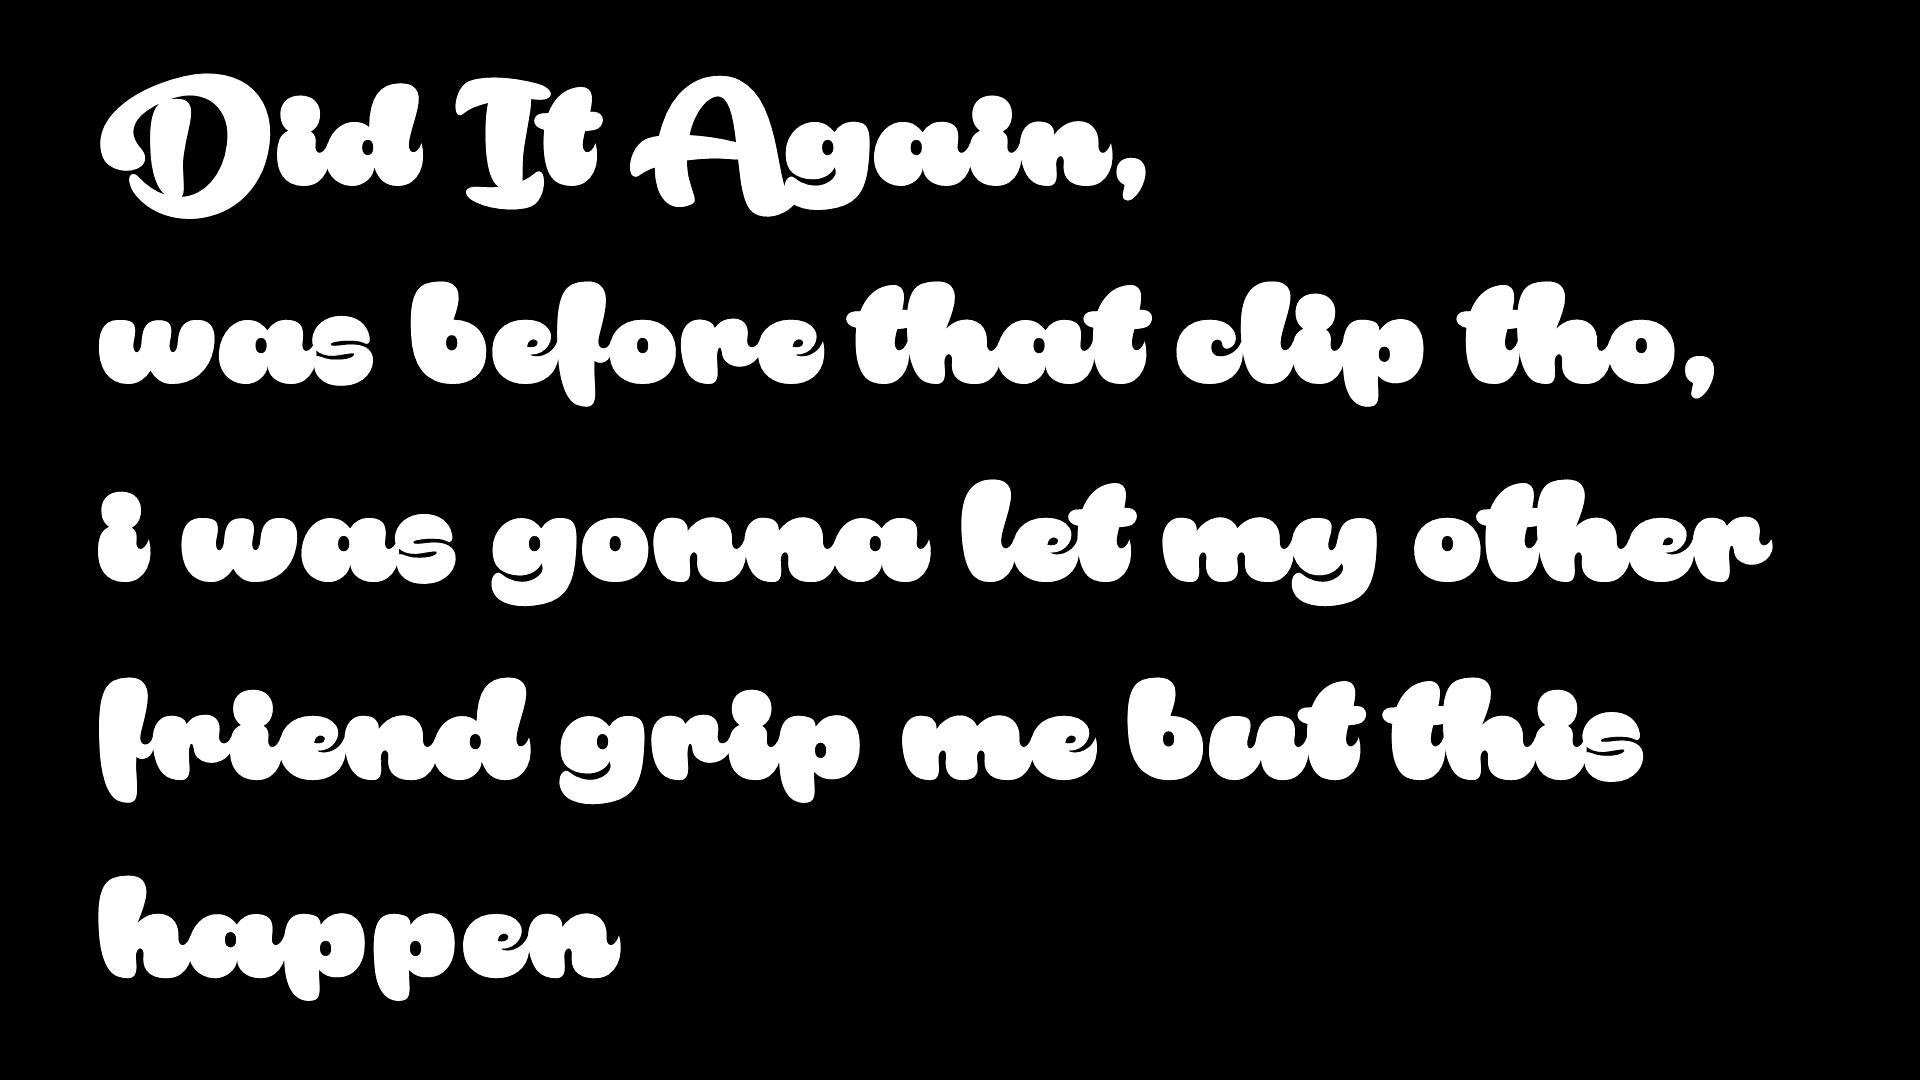 Did It Again,
was before that clip tho,
i was gonna let my other
friend grip me but this
happen